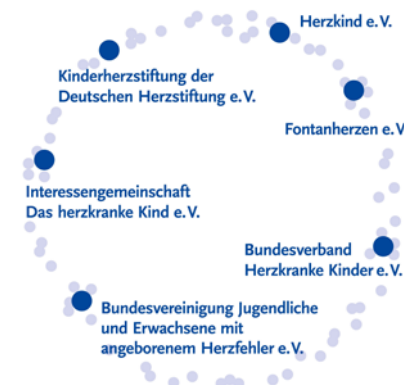 Herzkind e.V.
Kinderherzstiftung der
Deutschen Herzstiftung e.V.
Fontanherzen e.V.
Interessengemeinschaft
Das herzkranke Kind e.V.
Bundesverband
Herzkranke Kinder e.V.
Bundesvereinigung Jugendliche
und Erwachsene mit
angeborenem Herzfehler e.V.